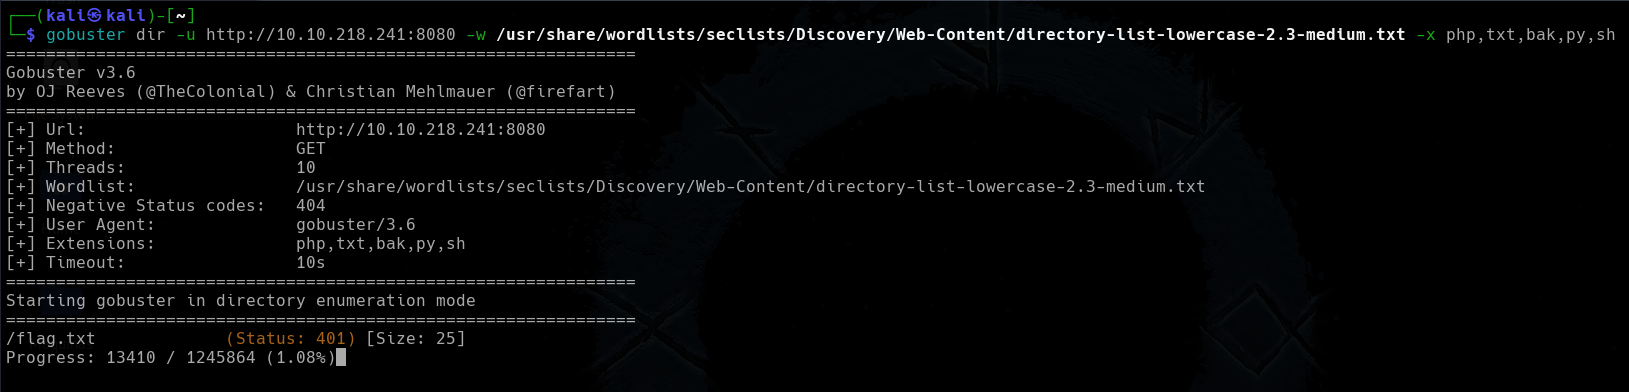 ┌──(kali㉿kali)-[~]
└─$ gobuster dir -u http://10.10.218.241:8080 -w /usr/share/wordlists/seclists/Discovery/Web-Content/directory-list-lowercase-2.3-medium.txt -x php,txt,bak,py,sh
===============================================================
Gobuster v3.6
by OJ Reeves (@TheColonial) & Christian Mehlmauer (@firefart)
===============================================================
[+] Url:                     http://10.10.218.241:8080
[+] Method:                  GET
[+] Threads:                 10
[+] Wordlist:                /usr/share/wordlists/seclists/Discovery/Web-Content/directory-list-lowercase-2.3-medium.txt
[+] Negative Status codes:   404
[+] User Agent:              gobuster/3.6
[+] Extensions:              php,txt,bak,py,sh
[+] Timeout:                 10s
===============================================================
Starting gobuster in directory enumeration mode
===============================================================
/flag.txt             (Status: 401) [Size: 25]
Progress: 13410 / 1245864 (1.08%)